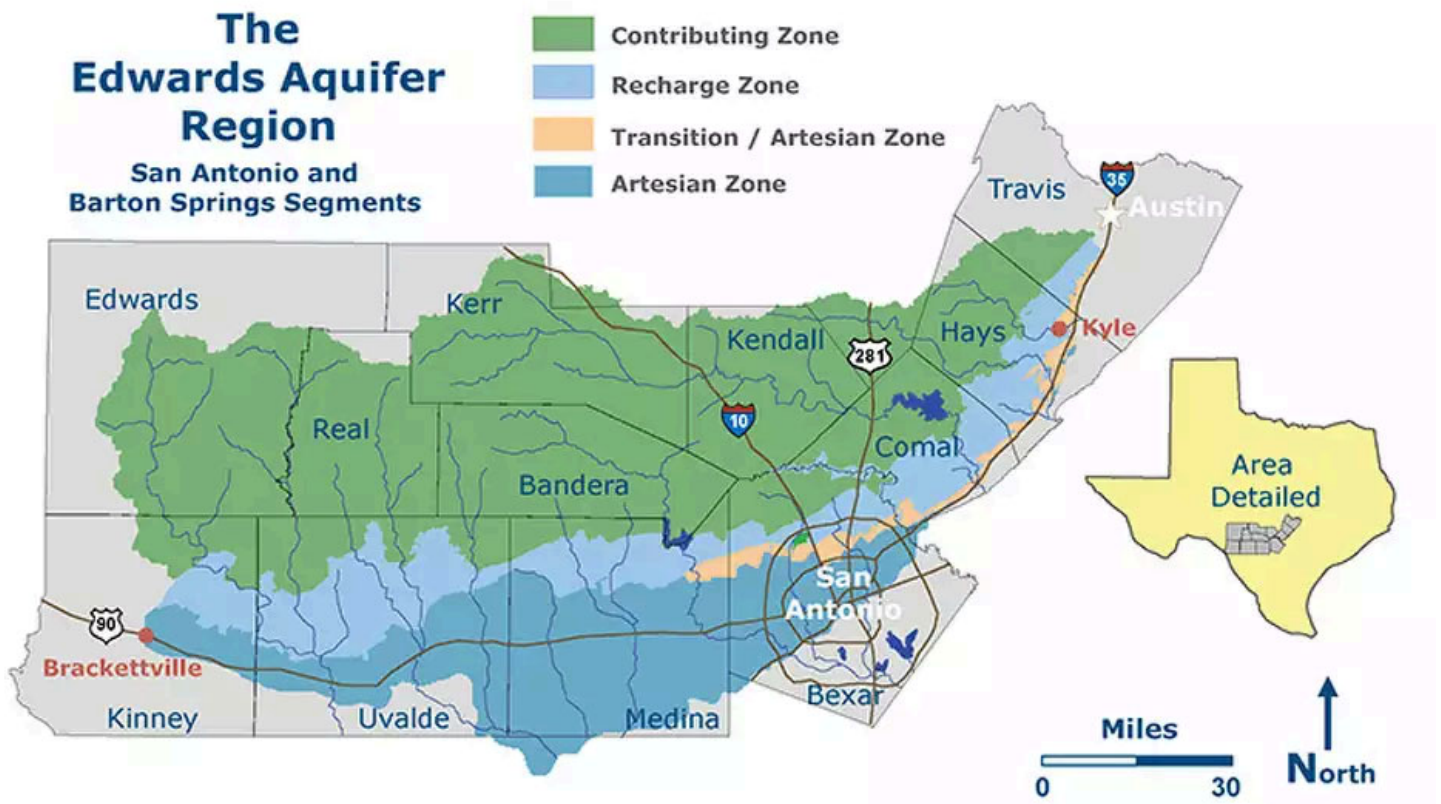 The
Edwards Aquifer
Region
San Antonio and
Barton Springs Segments
Contributing Zone
Recharge Zone
Transition / Artesian Zone
Artesian Zone
35
Travis
Austin
Edwards
Kerr
Kendall
Hays
Kyle
281
10
Real
Comal
Bandera
Area
Detailed
San
Antonio
90
Brackettville
Kinney
Uvalde
Medina
Bexar
Miles
0
30
North